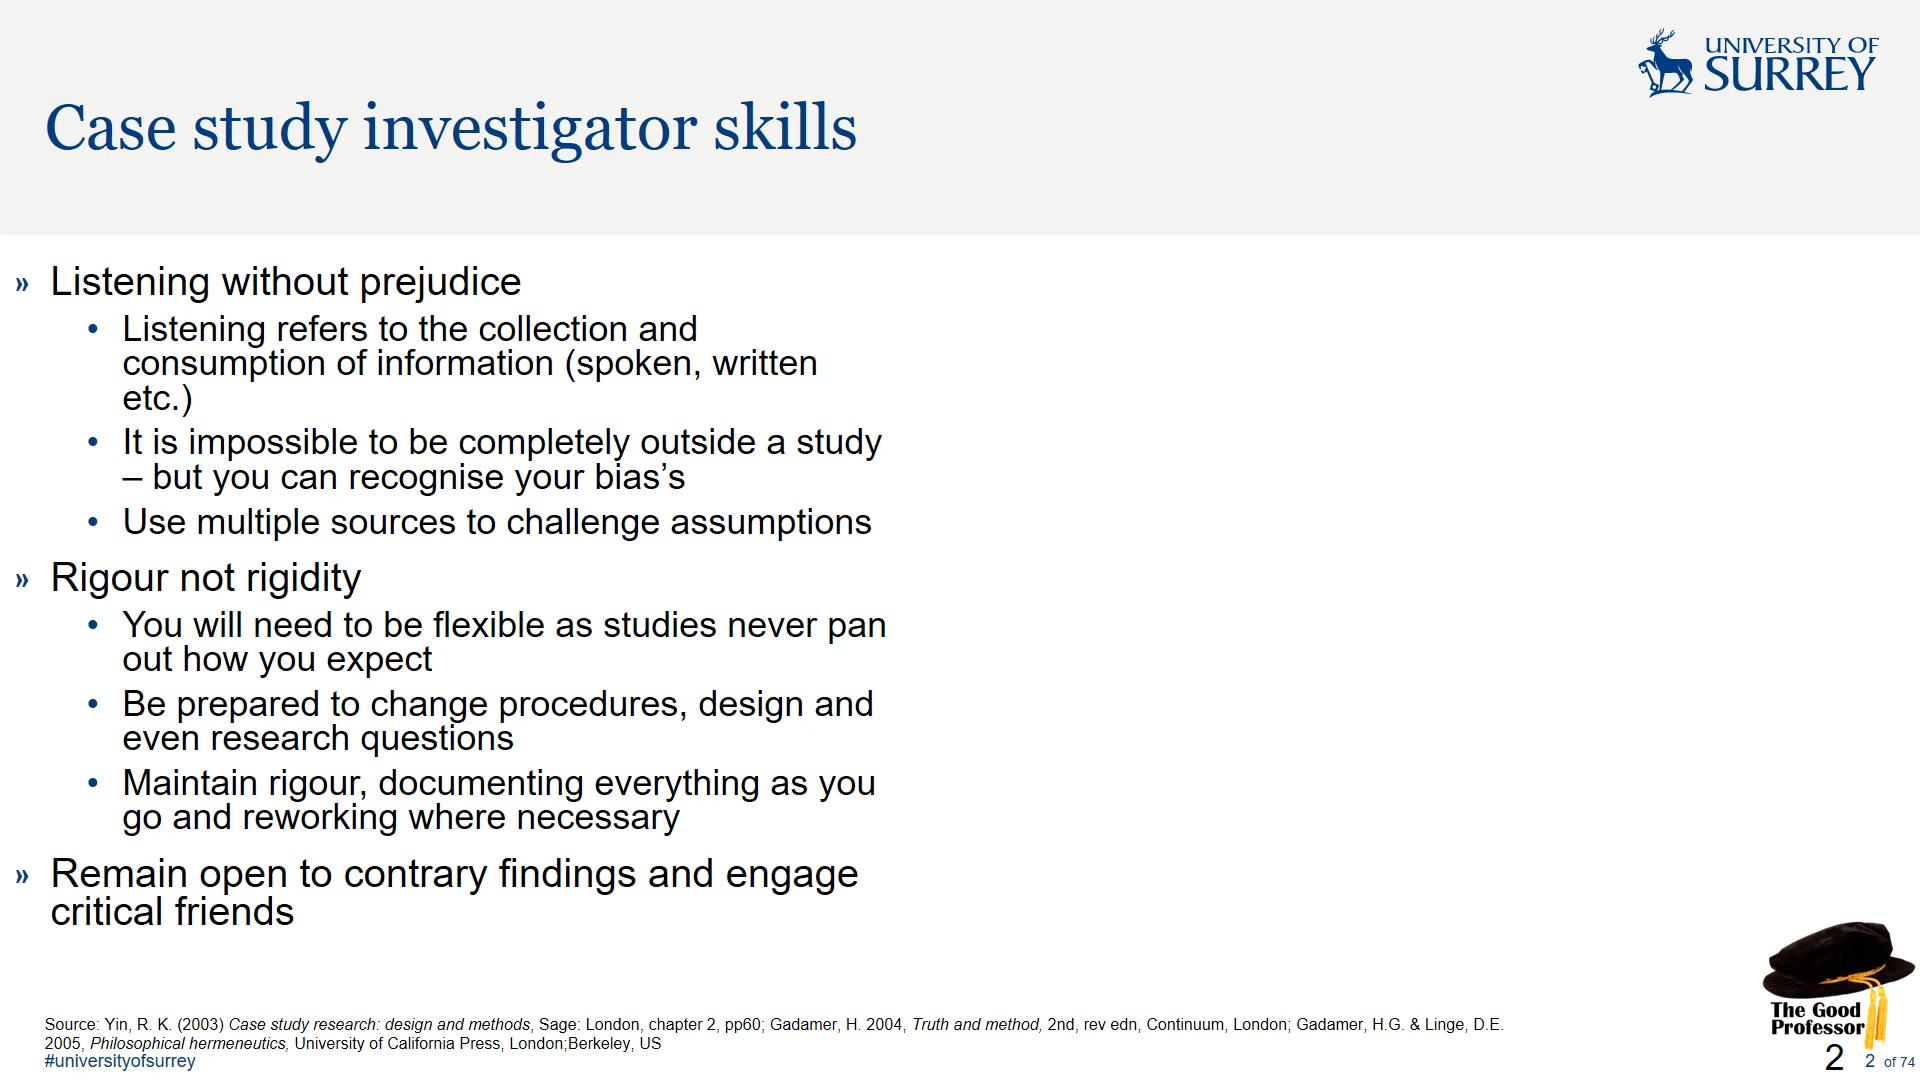 UNIVERSITY OF
SURREY
Case study investigator skills
» Listening without prejudice
• Listening refers to the collection and
consumption of information (spoken, written
etc.)
• It is impossible to be completely outside a study
– but you can recognise your bias’s
• Use multiple sources to challenge assumptions
» Rigour not rigidity
• You will need to be flexible as studies never pan
out how you expect
• Be prepared to change procedures, design and
even research questions
• Maintain rigour, documenting everything as you
go and reworking where necessary
» Remain open to contrary findings and engage
critical friends
Source: Yin, R. K. (2003) Case study research: design and methods, Sage: London, chapter 2, pp60; Gadamer, H. 2004, Truth and method, 2nd, rev edn, Continuum, London; Gadamer, H.G. & Linge, D.E.
2005, Philosophical hermeneutics, University of California Press, London;Berkeley, US
#universityofsurrey
The Good
Professor
2
2 of 74